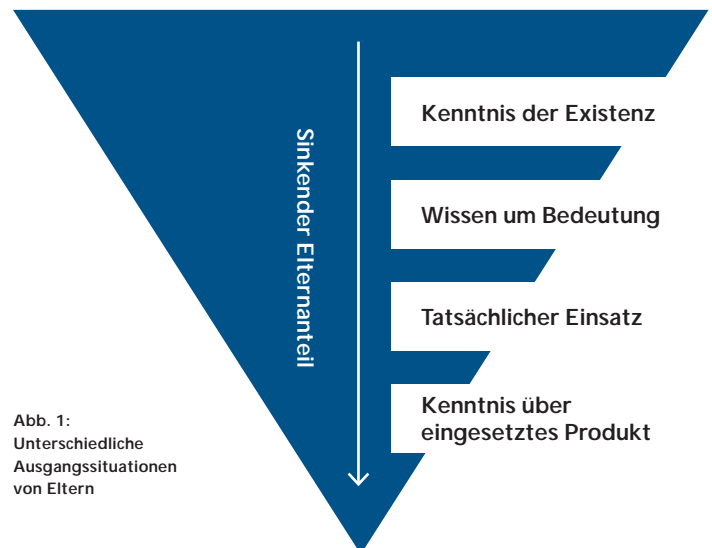 Sinkender Elternanteil
Kenntnis der Existenz
Wissen um Bedeutung
Tatsächlicher Einsatz
Kenntnis über
eingesetztes Produkt
Abb. 1:
Unterschiedliche
Ausgangssituationen
von Eltern